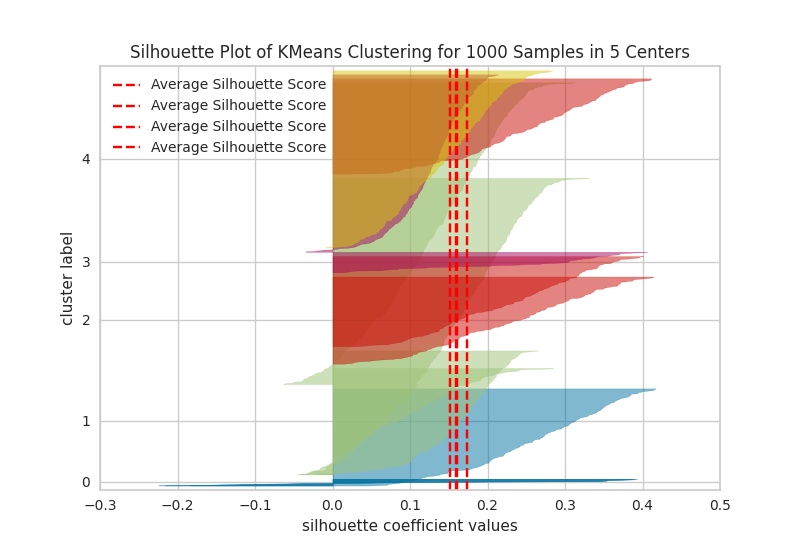 Silhouette Plot of KMeans Clustering for 1000 Samples in 5 Centers
Average Silhouette Score
Average Silhouette Score
Average Silhouette Score
Average Silhouette Score
cluster label
4
3
2
1
0
−0.3 −0.2 −0.1 0.0 0.1 0.2 0.3 0.4 0.5
silhouette coefficient values